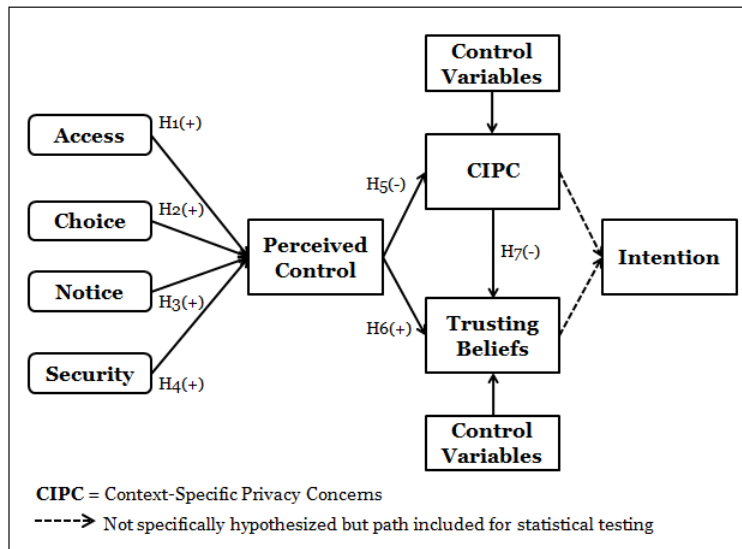 Control
Variables
Access
H1(+)
CIPC
H5(-)
Choice
H2(+)
Perceived
Control
H7(-)
Intention
Notice
H3(+)
H6(+)
Trusting
Beliefs
Security
H4(+)
Control
Variables
CIPC = Context-Specific Privacy Concerns
Not specifically hypothesized but path included for statistical testing